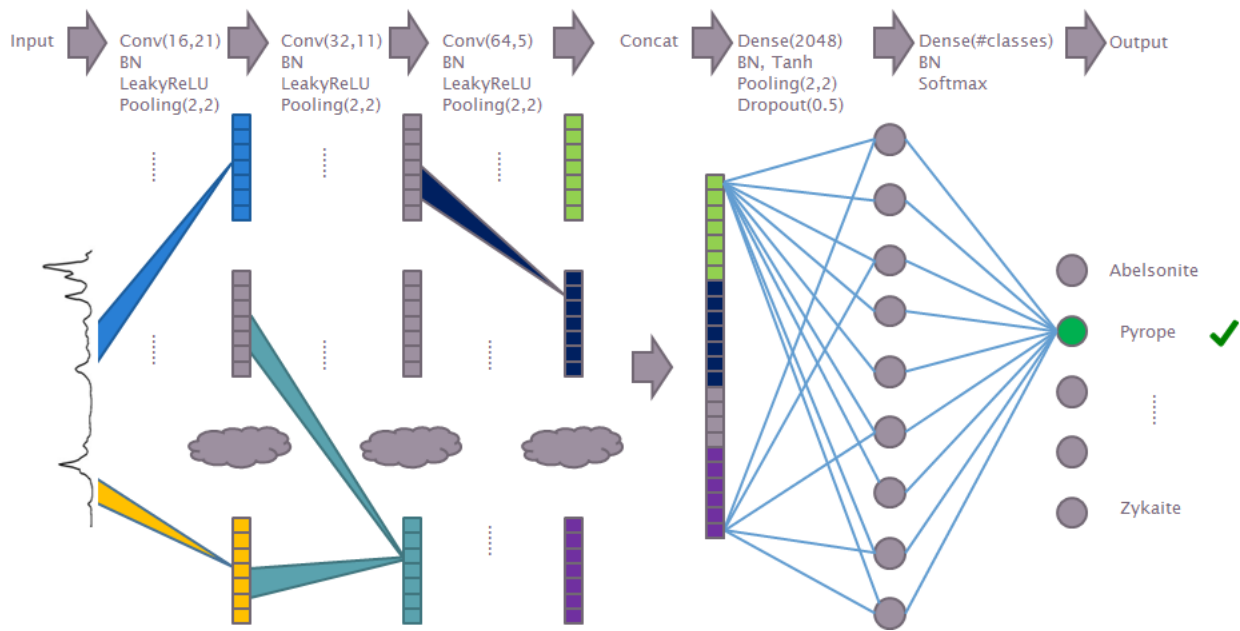 Input
Conv(16,21)
BN
LeakyReLU
Pooling(2,2)
Conv(32,11)
BN
LeakyReLU
Pooling(2,2)
Conv(64,5)
BN
LeakyReLU
Pooling(2,2)
Concat
Dense(2048)
BN, Tanh
Pooling(2,2)
Dropout(0.5)
Dense(#classes)
BN
Softmax
Output
Abelsonite
Pyrope
Zykaite